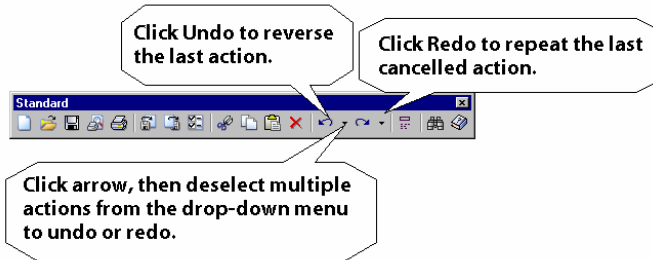 Click Undo to reverse
the last action.
Click Redo to repeat the last
cancelled action.
Standard
Click arrow, then deselect multiple
actions from the drop-down menu
to undo or redo.